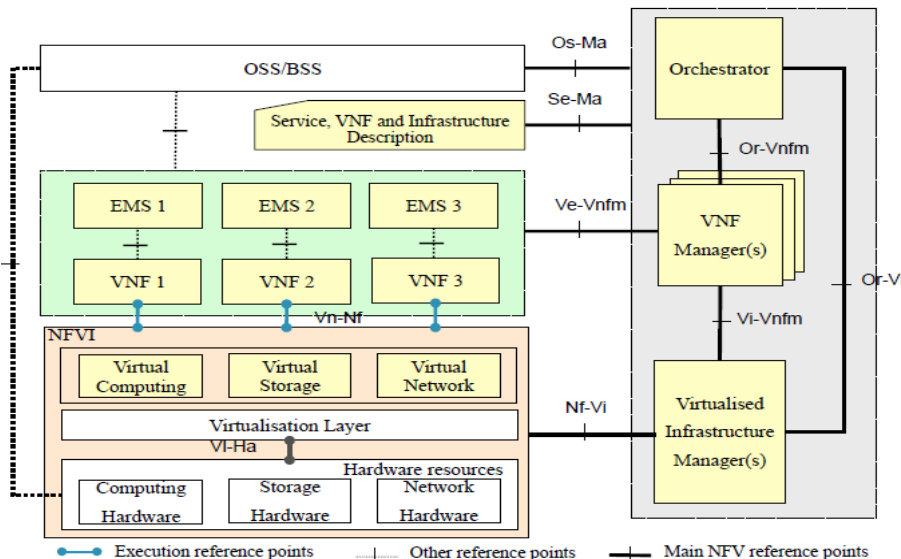 Os-Ma
OSS/BSS
Orchestrator
Se-Ma
Service, VNF and Infrastructure
Description
Or-Vnfm
EMS 1
EMS 2
EMS 3
Ve-Vnfm
VNF
Manager(s)
VNF 1
VNF 2
VNF 3
Or-Vi
Vn-Nf
Vi-Vnfm
NFVI
Virtual
Computing
Virtual
Storage
Virtual
Network
Nf-Vi
Virtualised
Infrastructure
Manager(s)
Virtualisation Layer
Vl-Ha
Hardware resources
Computing
Hardware
Storage
Hardware
Network
Hardware
Execution reference points
Other reference points
Main NFV reference points